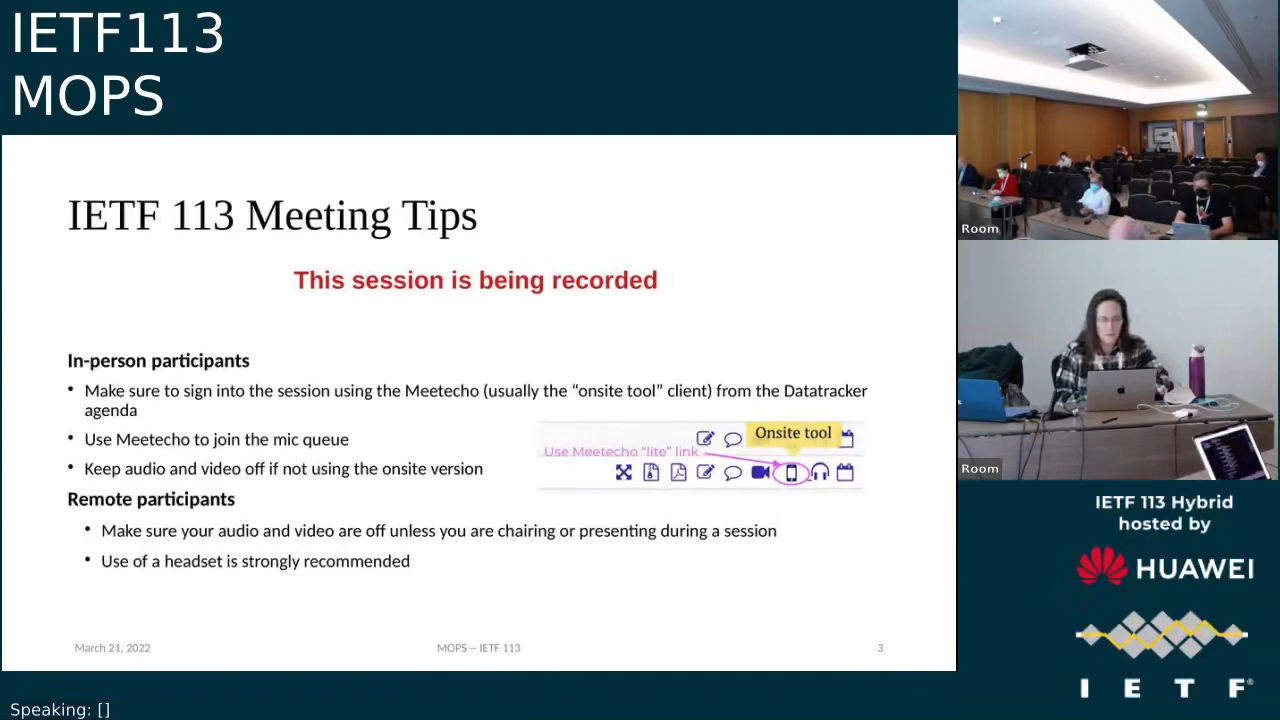 IETF113
MOPS
IETF 113 Meeting Tips
This session is being recorded
In-person participants
• Make sure to sign into the session using the Meetecho (usually the “onsite tool” client) from the Datatracker
agenda
• Use Meetecho to join the mic queue
• Keep audio and video off if not using the onsite version
Onsite tool
Use Meetecho “lite” link
Remote participants
• Make sure your audio and video are off unless you are chairing or presenting during a session
• Use of a headset is strongly recommended
March 21, 2022
MOPS -- IETF 113
3
Room
Room
IETF 113 Hybrid
hosted by
HUAWEI
I E T F®
Speaking: []